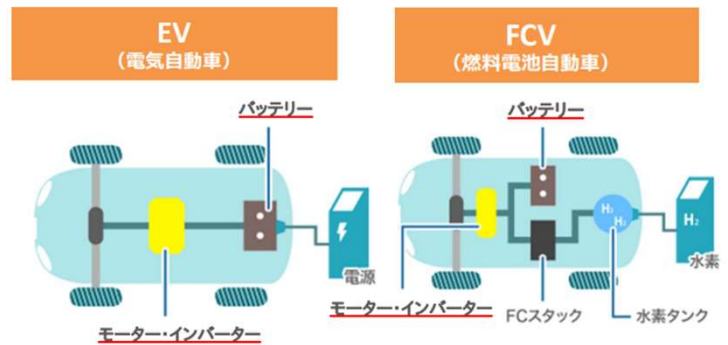 EV
(電気自動車)
バッテリー
電源
モーター・インバーター
FCV
(燃料電池自動車)
バッテリー
H₂
H₂
H₂
水素
モーター・インバーター
FCスタック
水素タンク